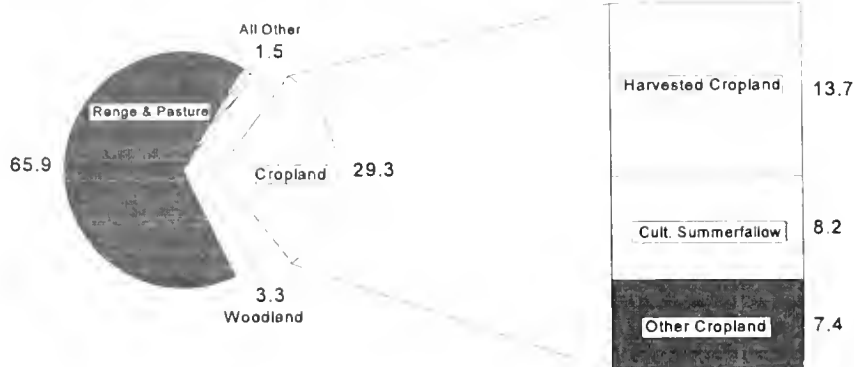 All Other
1.5
Range & Pasture
65.9
Cropland
29.3
3.3
Woodland
Harvested Cropland
13.7
Cult. Summerfallow
8.2
Other Cropland
7.4